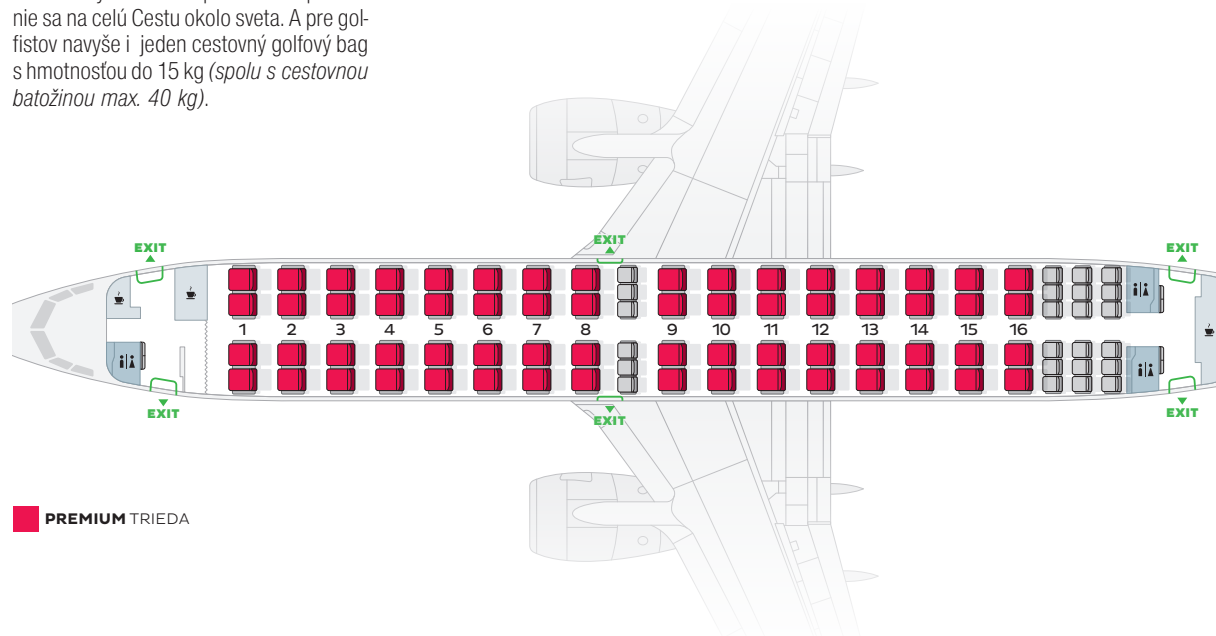 nie sa na celú Cestu okolo sveta. A pre gol-
fistov navyše i jeden cestovný golfový bag
s hmotnosťou do 15 kg (spolu s cestovnou
batožinou max. 40 kg).
EXIT
EXIT
EXIT
1 2 3 4 5 6 7 8 9 10 11 12 13 14 15 16
EXIT
EXIT
EXIT
PREMIUM TRIEDA